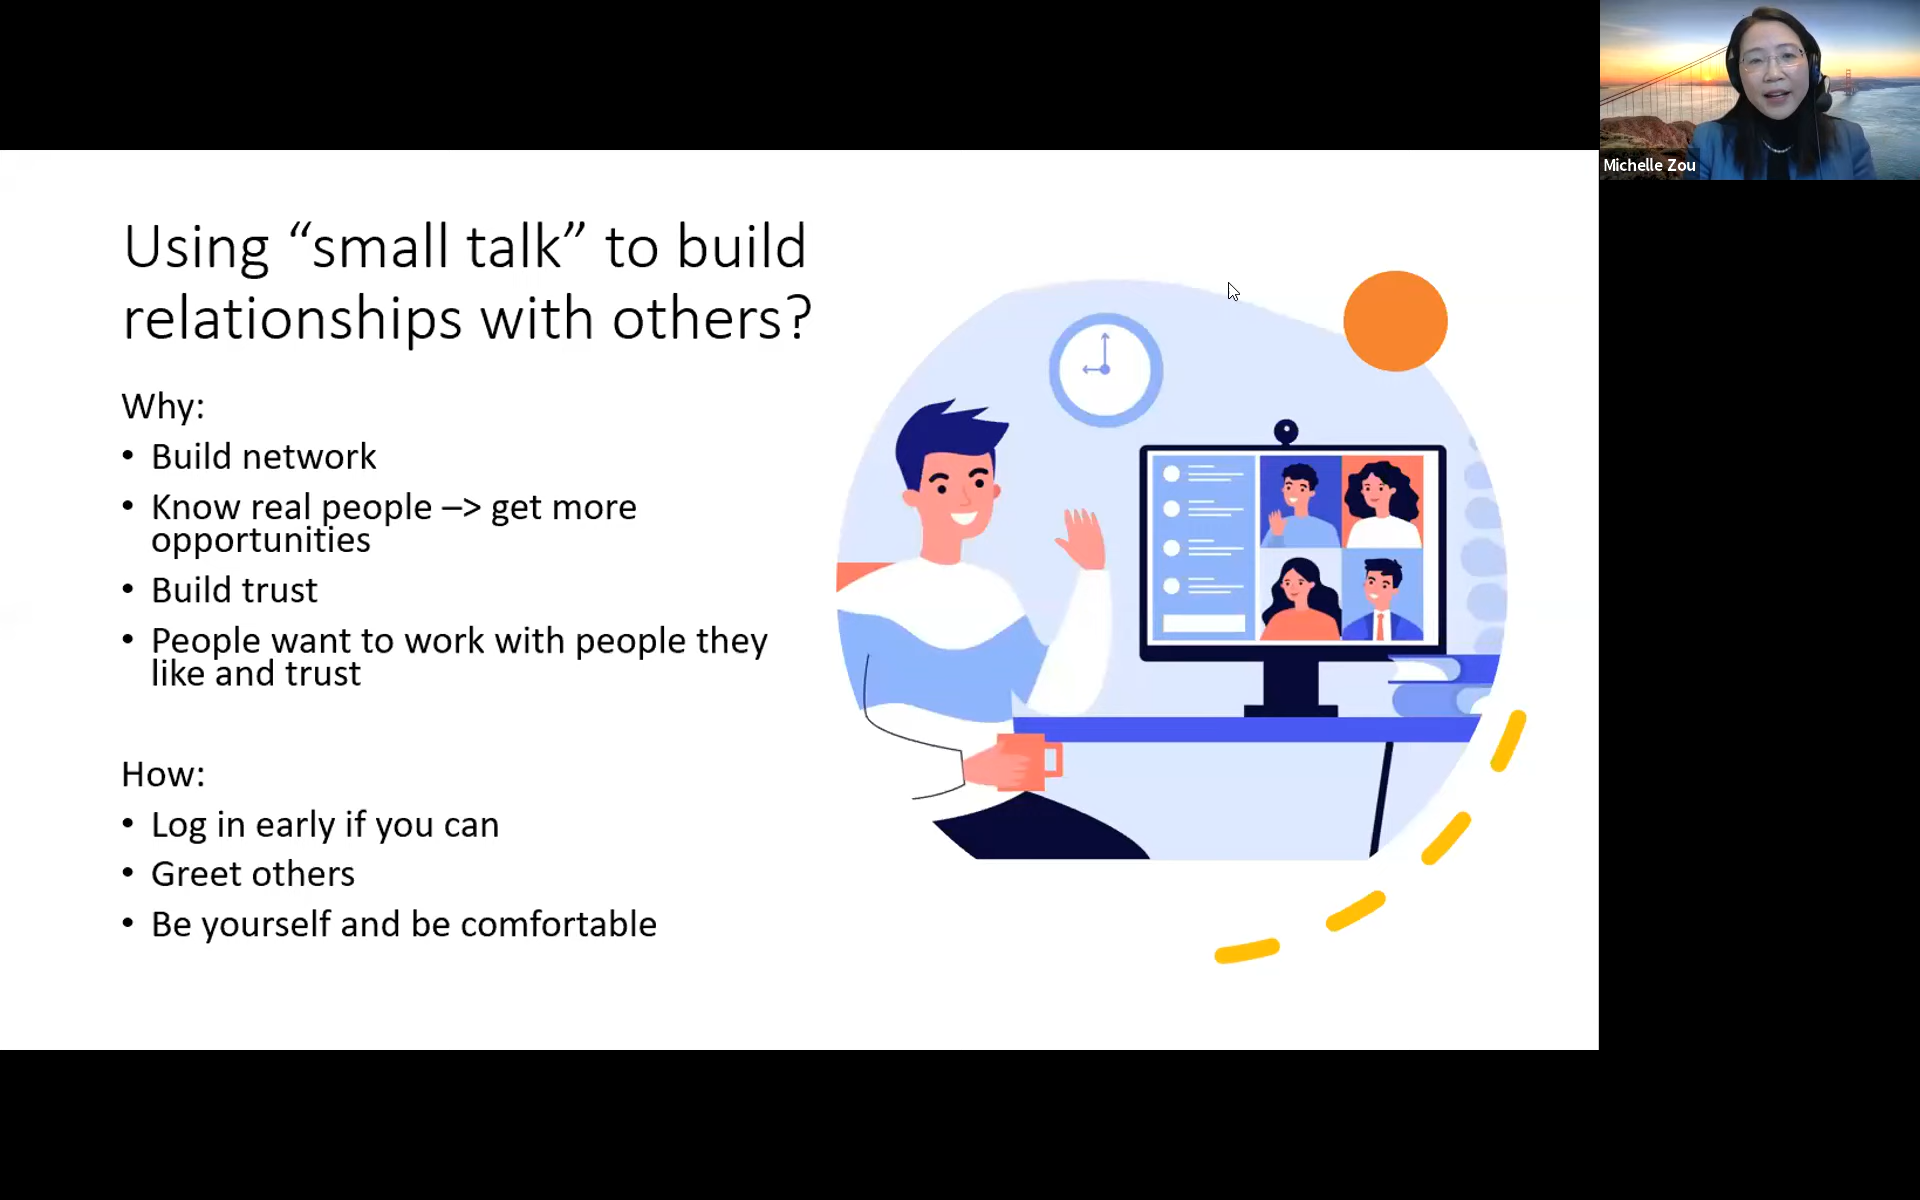 Michelle Zou
Using “small talk” to build
relationships with others?
Why:
• Build network
• Know real people –> get more
opportunities
• Build trust
• People want to work with people they
like and trust
How:
• Log in early if you can
• Greet others
• Be yourself and be comfortable